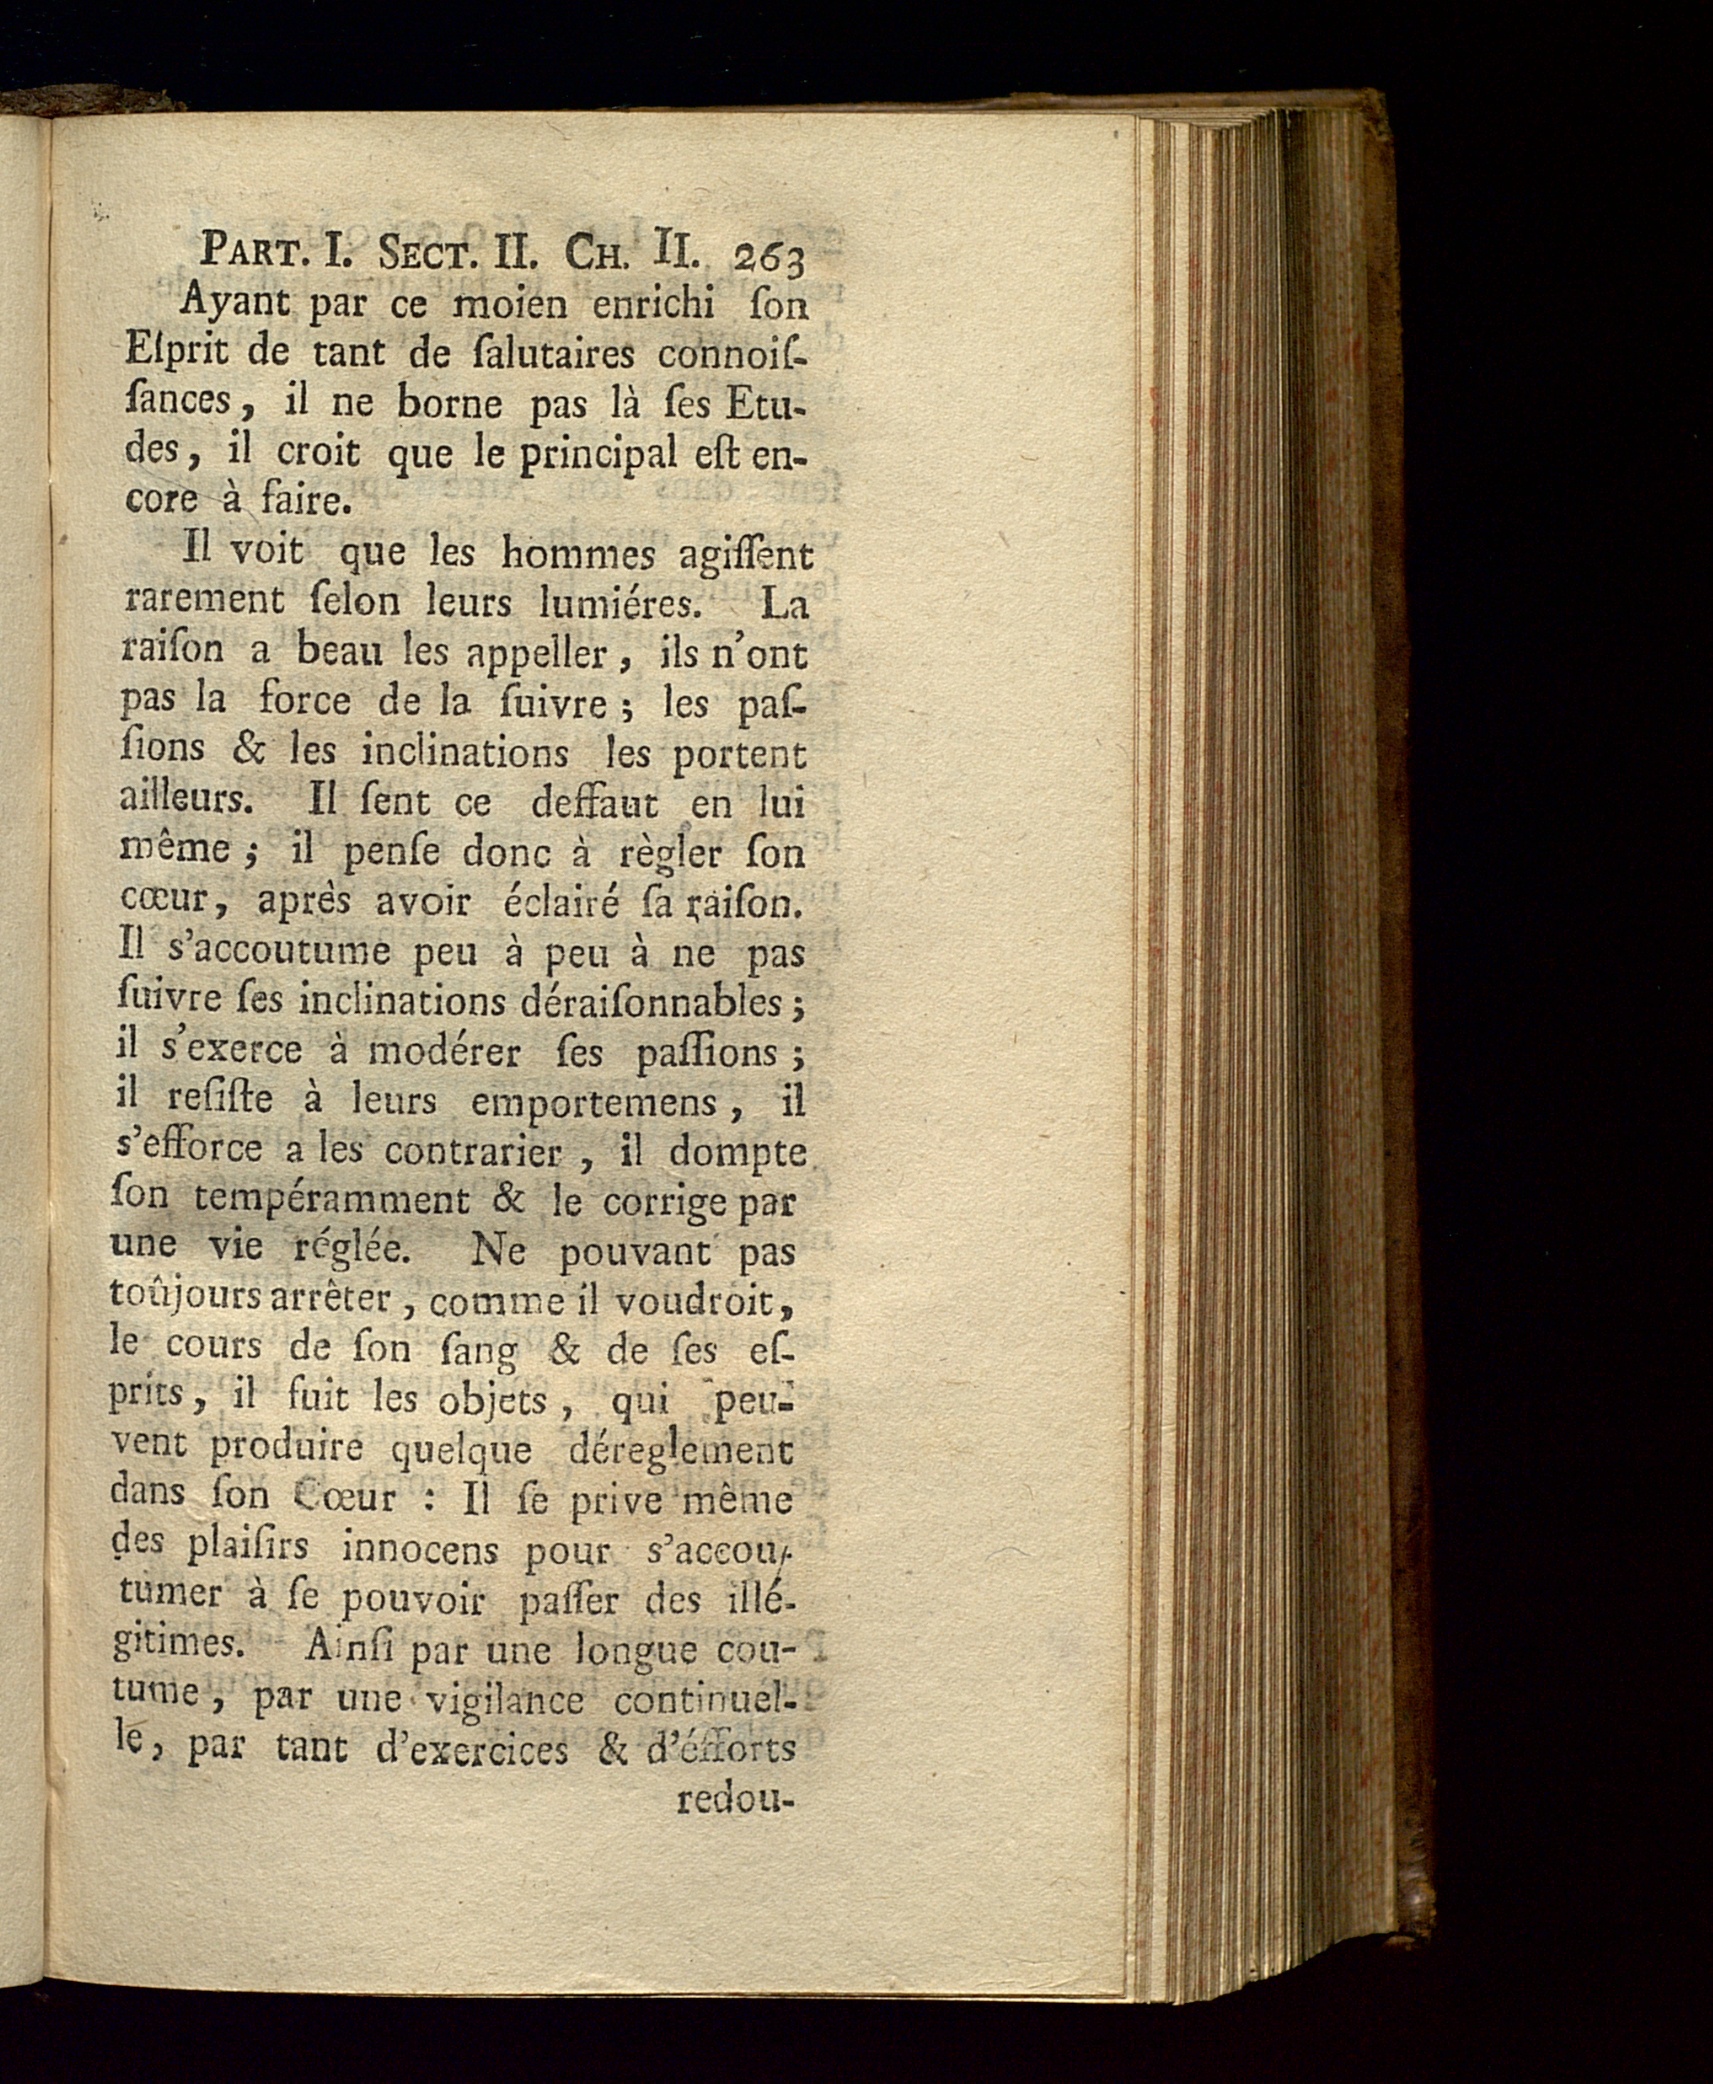 PART. I. SECT. II. CH. II. 263
Ayant par ce moien enrichi ſon
Eſprit de tant de ſalutaires connoiſ-
ſances, il ne borne pas là ſes Etu-
des, il croit que le principal eſt en-
core à faire.
Il voit que les hommes agiſſent
rarement ſelon leurs lumiéres. La
raiſon a beau les appeller, ils n'ont
pas la force de la ſuivre; les paſ-
ſions & les inclinations les portent
ailleurs. Il ſent ce deffaut en lui
même; il penſe donc à règler ſon
cœur, après avoir éclairé ſa raiſon.
Il s'accoutume peu à peu à ne pas
ſuivre ſes inclinations déraiſonnables;
il s'exerce à modérer ſes paſſions;
il reſiſte à leurs emportemens, il
s'efforce a les contrarier, il dompte
ſon tempéramment & le corrige par
une vie réglée. Ne pouvant pas
toûjours arrêter, comme il voudroit,
le cours de ſon ſang & de ſes eſ-
prits, il fuit les objets, qui peu-
vent produire quelque déreglement
dans ſon Cœur : Il ſe prive même
des plaiſirs innocens pour s'accou-
tumer à ſe pouvoir paſſer des illé-
gitimes. Ainſi par une longue cou-
tume, par une vigilance continuel-
le, par tant d'exercices & d'éfforts
redou-